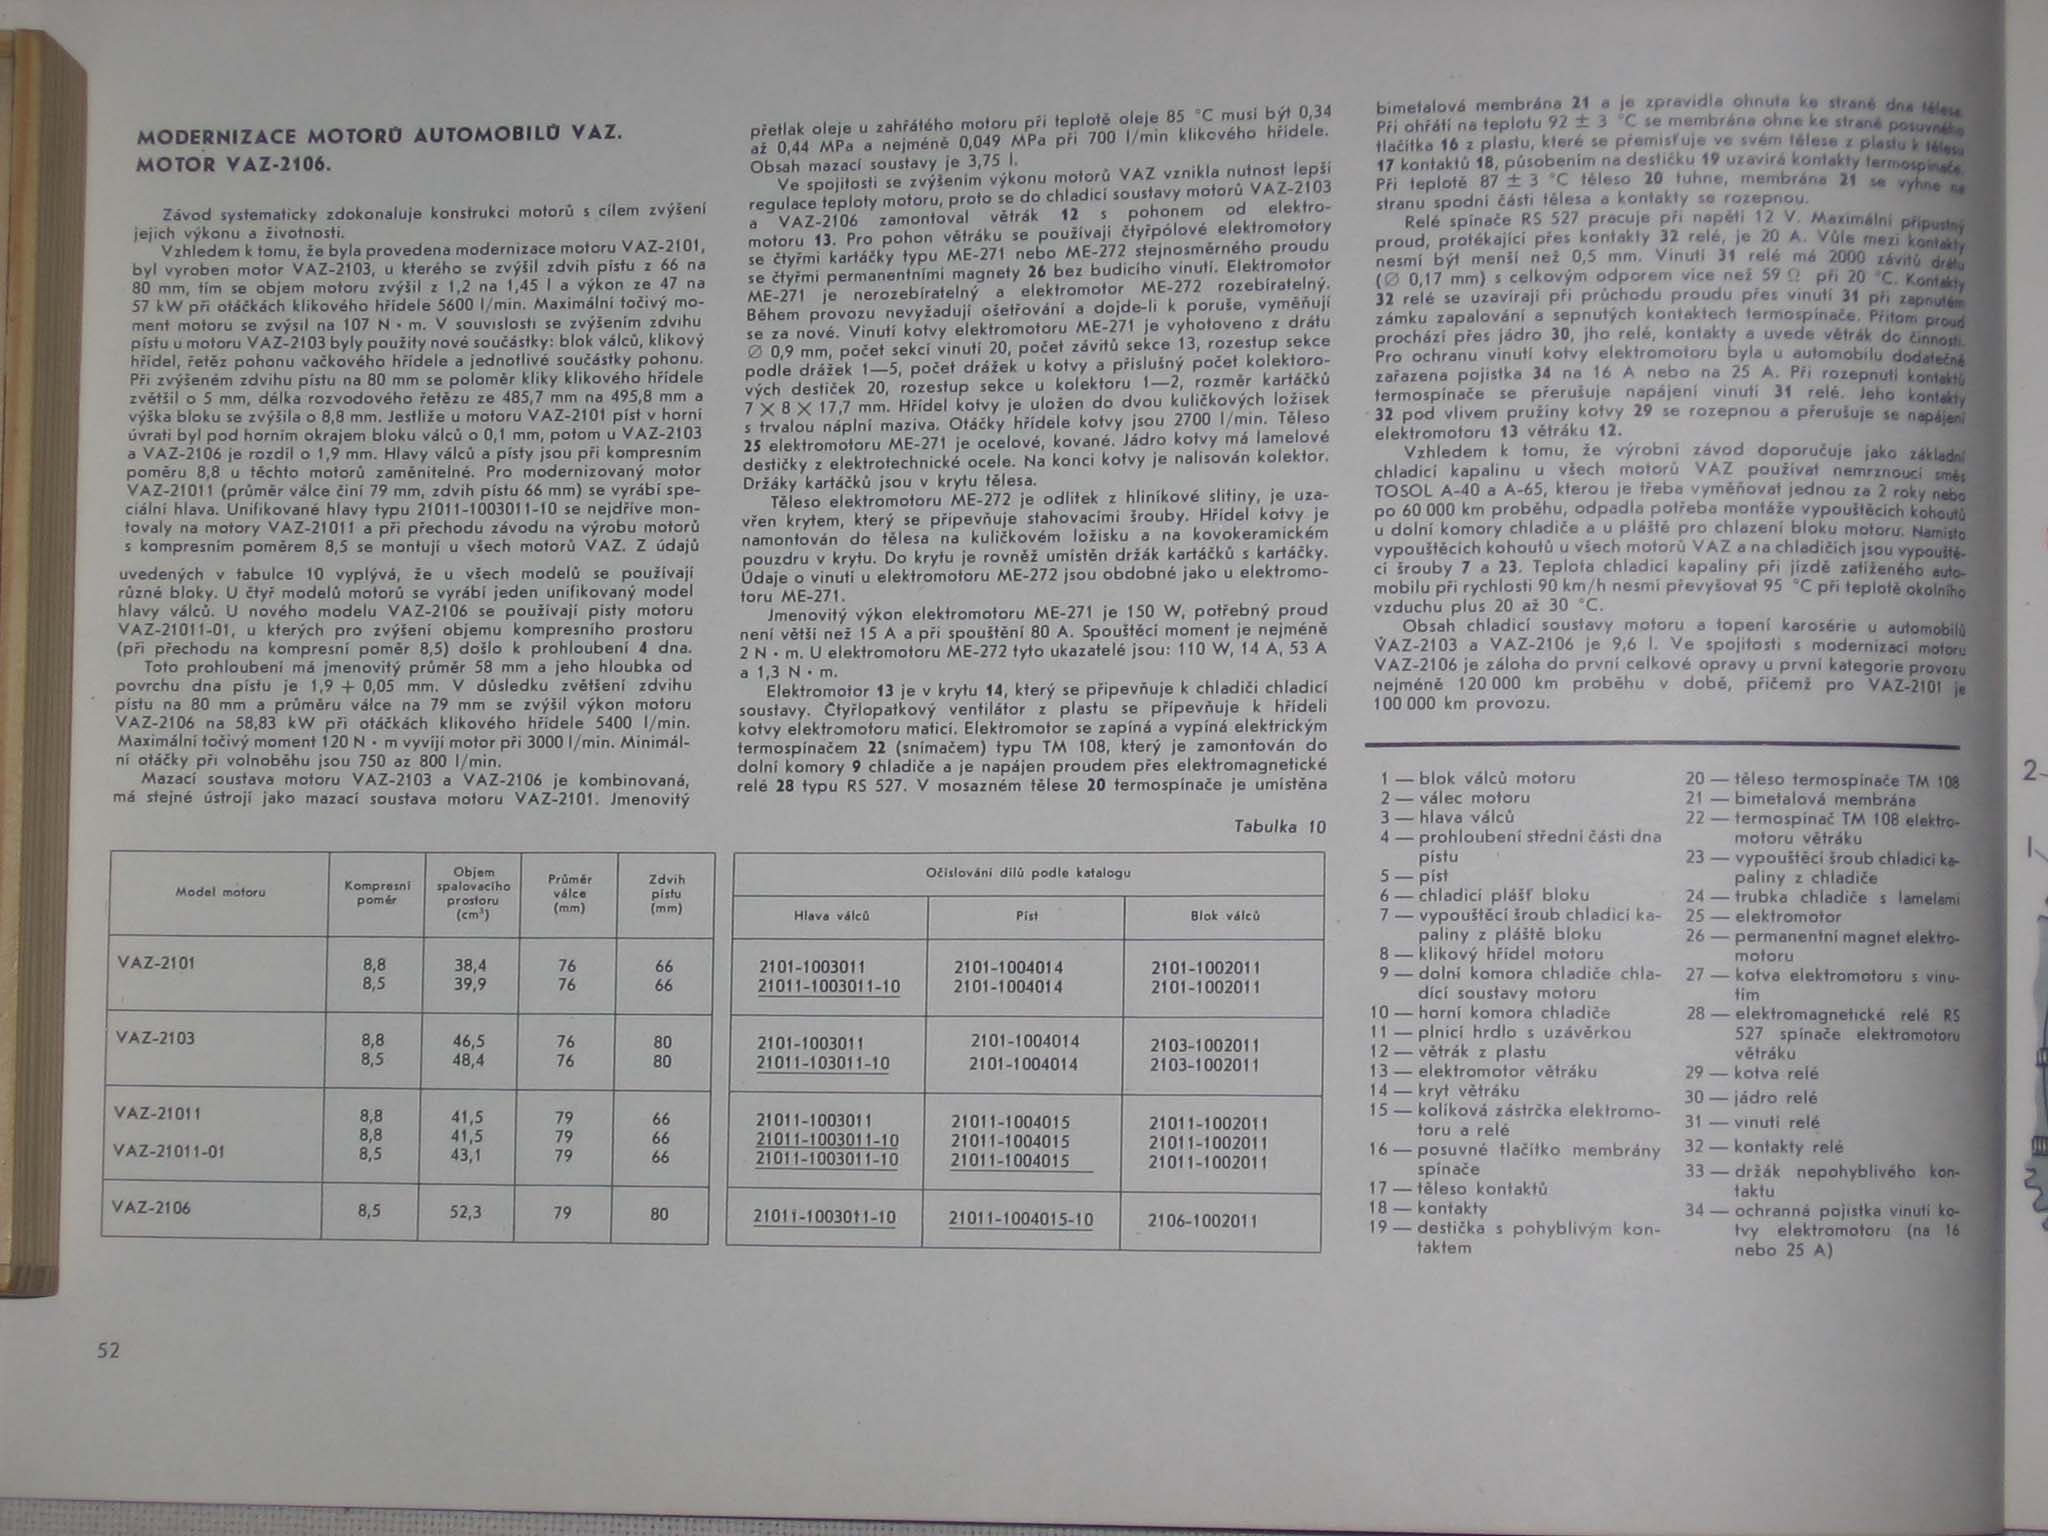 MODERNIZACE MOTORŮ AUTOMOBILŮ VAZ.
MOTOR VAZ-2106.
Závod systematicky zdokonaluje konstrukci motorů s cílem zvýšení
jejich výkonu a životnosti.
Vzhledem k tomu, že byla provedena modernizace motoru VAZ-2101,
byl vyroben motor VAZ-2103, u kterého se zvýšil zdvih pístu z 66 na
80 mm, tím se objem motoru zvýšil z 1,2 na 1,45 l a výkon ze 47 na
57 kW při otáčkách klikového hřídele 5600 l/min. Maximální točivý mo-
ment motoru se zvýsil na 107 N • m. V souvislosti se zvýšením zdvihu
pístu u motoru VAZ-2103 byly použity nové součástky: blok válců, klikový
hřídel, řetěz pohonu vačkového hřídele a jednotlivé součástky pohonu.
Při zvýšeném zdvihu pístu na 80 mm se poloměr kliky klikového hřídele
zvětšil o 5 mm, délka rozvodového řetězu ze 485,7 mm na 495,8 mm a
výška bloku se zvýšila o 8,8 mm. Jestliže u motoru VAZ-2101 píst v horní
úvrati byl pod horním okrajem bloku válců o 0,1 mm, potom u VAZ-2103
a VAZ-2106 je rozdíl o 1,9 mm. Hlavy válců a písty jsou při kompresním
poměru 8,8 u těchto motorů zaměnitelné. Pro modernizovaný motor
VAZ-21011 (průměr válce činí 79 mm, zdvih pístu 66 mm) se vyrábí spe-
ciální hlava. Unifikované hlavy typu 21011-1003011-10 se nejdříve mon-
tovaly na motory VAZ-21011 a při přechodu závodu na výrobu motorů
s kompresním poměrem 8,5 se montují u všech motorů VAZ. Z údajů
uvedených v tabulce 10 vyplývá, že u všech modelů se používají
různé bloky. U čtyř modelů motorů se vyrábí jeden unifikovaný model
hlavy válců. U nového modelu VAZ-2106 se používají písty motoru
VAZ-21011-01, u kterých pro zvýšení objemu kompresního prostoru
(při přechodu na kompresní poměr 8,5) došlo k prohloubení 4 dna.
Toto prohloubení má jmenovitý průměr 58 mm a jeho hloubka od
povrchu dna pístu je 1,9 + 0,05 mm. V důsledku zvětšení zdvihu
pístu na 80 mm a průměru válce na 79 mm se zvýšil výkon motoru
VAZ-2106 na 58,83 kW při otáčkách klikového hřídele 5400 l/min.
Maximální točivý moment 120 N • m vyvíjí motor při 3000 l/min. Minimál-
ní otáčky při volnoběhu jsou 750 az 800 l/min.
Mazací soustava motoru VAZ-2103 a VAZ-2106 je kombinovaná,
má stejné ústrojí jako mazací soustava motoru VAZ-2101. Jmenovitý
přetlak oleje u zahřátého motoru při teplotě oleje 85 °C musí být 0,34
až 0,44 MPa a nejméně 0,049 MPa při 700 l/min klikového hřídele.
Obsah mazací soustavy je 3,75 l.
Ve spojitosti se zvýšením výkonu motorů VAZ vznikla nutnost lepší
regulace teploty motoru, proto se do chladicí soustavy motorů VAZ-2103
a VAZ-2106 zamontoval větrák 12 s pohonem od elektro-
motoru 13. Pro pohon větráku se používají čtyřpólové elektromotory
se čtyřmi kartáčky typu ME-271 nebo ME-272 stejnosměrného proudu
se čtyřmi permanentními magnety 26 bez budicího vinutí. Elektromotor
ME-271 je nerozebíratelný a elektromotor ME-272 rozebíratelný.
Během provozu nevyžadují ošetřování a dojde-li k poruše, vyměňují
se za nové. Vinutí kotvy elektromotoru ME-271 je vyhotoveno z drátu
∅ 0,9 mm, počet sekcí vinutí 20, počet závitů sekce 13, rozestup sekce
podle drážek 1—5, počet drážek u kotvy a příslušný počet kolektoro-
vých destiček 20, rozestup sekce u kolektoru 1—2, rozměr kartáčků
7 × 8 × 17,7 mm. Hřídel kotvy je uložen do dvou kuličkových ložisek
s trvalou náplní maziva. Otáčky hřídele kotvy jsou 2700 l/min. Těleso
25 elektromotoru ME-271 je ocelové, kované. Jádro kotvy má lamelové
destičky z elektrotechnické ocele. Na konci kotvy je nalisován kolektor.
Držáky kartáčků jsou v krytu tělesa.
Těleso elektromotoru ME-272 je odlitek z hliníkové slitiny, je uza-
vřen krytem, který se připevňuje stahovacími šrouby. Hřídel kotvy je
namontován do tělesa na kuličkovém ložisku a na kovokeramickém
pouzdru v krytu. Do krytu je rovněž umístěn držák kartáčků s kartáčky.
Údaje o vinutí u elektromotoru ME-272 jsou obdobné jako u elektromo-
toru ME-271.
Jmenovitý výkon elektromotoru ME-271 je 150 W, potřebný proud
není větší než 15 A a při spouštění 80 A. Spouštěcí moment je nejméně
2 N • m. U elektromotoru ME-272 tyto ukazatelé jsou: 110 W, 14 A, 53 A
a 1,3 N • m.
Elektromotor 13 je v krytu 14, který se připevňuje k chladiči chladicí
soustavy. Čtyřlopatkový ventilátor z plastu se přípevňuje k hřídeli
kotvy elektromotoru maticí. Elektromotor se zapíná a vypíná elektrickým
termospínačem 22 (snímačem) typu TM 108, který je zamontován do
dolní komory 9 chladiče a je napájen proudem přes elektromagnetické
relé 28 typu RS 527. V mosazném tělese 20 termospínače je umístěna
bimetalová membrána 21 a je zpravidla ohnuta ke straně dna tělesa.
Při ohřátí na teplotu 92 ± 3 °C se membrána ohne ke straně posuvného
tlačítka 16 z plastu, které se přemisťuje ve svém tělese z plastu k tělesu
17 kontaktů 18, působením na destičku 19 uzavírá kontakty termospínače.
Při teplotě 87 ± 3 °C těleso 20 tuhne, membrána 21 se vyhne na
stranu spodní části tělesa a kontakty se rozepnou.
Relé spínače RS 527 pracuje při napětí 12 V. Maximální přípustný
proud, protékající přes kontakty 32 relé, je 20 A. Vůle mezi kontakty
nesmí být menší než 0,5 mm. Vinutí 31 relé má 2000 závitů drátu
(∅ 0,17 mm) s celkovým odporem více než 59 Ω při 20 °C. Kontakty
32 relé se uzavírají při průchodu proudu přes vinutí 31 při zapnutém
zámku zapalování a sepnutých kontaktech termospínače. Přitom proud
prochází přes jádro 30, jho relé, kontakty a uvede větrák do činnosti.
Pro ochranu vinutí kotvy elektromotoru byla u automobilu dodatečně
zařazena pojistka 34 na 16 A nebo na 25 A. Při rozepnutí kontaktů
termospínače se přerušuje napájení vinutí 31 relé. Jeho kontakty
32 pod vlivem pružiny kotvy 29 se rozepnou a přerušuje se napájení
elektromotoru 13 větráku 12.
Vzhledem k tomu, že výrobní závod doporučuje jako základní
chladicí kapalinu u všech motorů VAZ používat nemrznoucí směs
TOSOL A-40 a A-65, kterou je třeba vyměňovat jednou za 2 roky nebo
po 60 000 km proběhu, odpadla potřeba montáže vypouštěcích kohoutů
u dolní komory chladiče a u pláště pro chlazení bloku motoru. Namísto
vypouštěcích kohoutů u všech motorů VAZ a na chladičích jsou vypouště-
cí šrouby 7 a 23. Teplota chladicí kapaliny při jízdě zatíženého auto-
mobilu při rychlosti 90 km/h nesmí převyšovat 95 °C při teplotě okolního
vzduchu plus 20 až 30 °C.
Obsah chladicí soustavy motoru a topení karosérie u automobilů
VAZ-2103 a VAZ-2106 je 9,6 l. Ve spojitosti s modernizací motoru
VAZ-2106 je záloha do první celkové opravy u první kategorie provozu
nejméně 120 000 km proběhu v době, přičemž pro VAZ-2101 je
100 000 km provozu.
1 — blok válců motoru
2 — válec motoru
3 — hlava válců
4 — prohloubení střední části dna
pístu
5 — píst
6 — chladicí plášť bloku
7 — vypouštěcí šroub chladicí ka-
paliny z pláště bloku
8 — klikový hřídel motoru
9 — dolní komora chladiče chla-
dící soustavy motoru
10 — horní komora chladiče
11 — plnicí hrdlo s uzávěrkou
12 — větrák z plastu
13 — elektromotor větráku
14 — kryt větráku
15 — kolíková zástrčka elektromo-
toru a relé
16 — posuvné tlačítko membrány
spínače
17 — těleso kontaktů
18 — kontakty
19 — destička s pohyblivým kon-
taktem
20 — těleso termospínače TM 108
21 — bimetalová membrána
22 — termospínač TM 108 elektro-
motoru větráku
23 — vypouštěcí šroub chladicí ka-
paliny z chladiče
24 — trubka chladiče s lamelami
25 — elektromotor
26 — permanentní magnet elektro-
motoru
27 — kotva elektromotoru s vinu-
tím
28 — elektromagnetické relé RS
527 spínače elektromotoru
větráku
29 — kotva relé
30 — jádro relé
31 — vinutí relé
32 — kontakty relé
33 — držák nepohyblivého kon-
taktu
34 — ochranná pojistka vinutí ko-
tvy elektromotoru (na 16
nebo 25 A)
Tabulka 10
Model motoru Kompresní poměr Objem spalovacího prostoru (cm³) Průměr válce (mm) Zdvih pístu (mm) Očíslování dílů podle katalogu
Hlava válců Píst Blok válců
VAZ-2101 8,8 38,4 76 66 2101-1003011 2101-1004014 2101-1002011
8,5 39,9 76 66 21011-1003011-10 2101-1004014 2101-1002011
VAZ-2103 8,8 46,5 76 80 2101-1003011 2101-1004014 2103-1002011
8,5 48,4 76 80 21011-103011-10 2101-1004014 2103-1002011
VAZ-21011 8,8 41,5 79 66 21011-1003011 21011-1004015 21011-1002011
8,8 41,5 79 66 21011-1003011-10 21011-1004015 21011-1002011
VAZ-21011-01 8,5 43,1 79 66 21011-1003011-10 21011-1004015 21011-1002011
VAZ-2106 8,5 52,3 79 80 21011-1003011-10 21011-1004015-10 2106-1002011
52
2
1